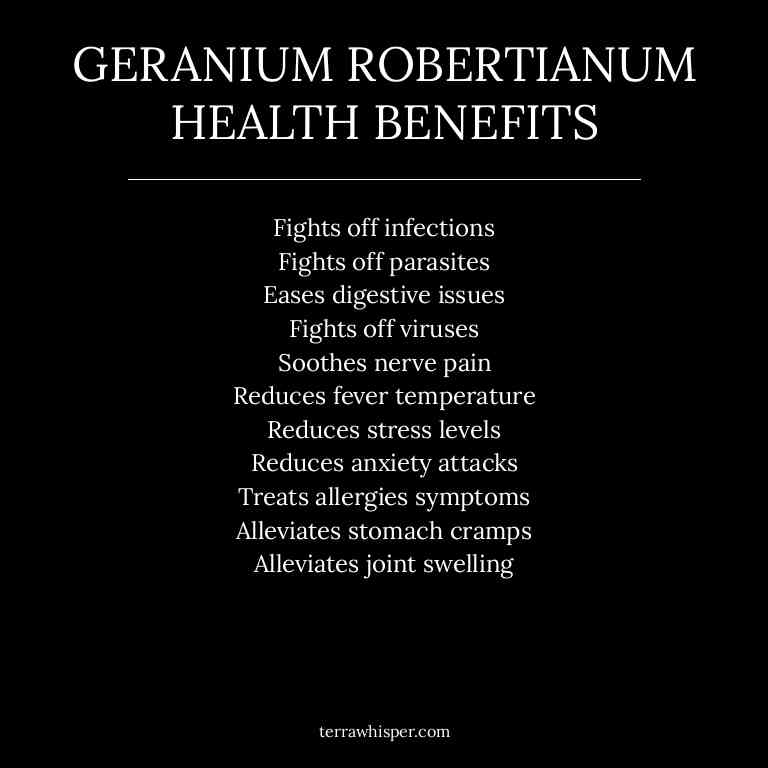 GERANIUM ROBERTIANUM
HEALTH BENEFITS
Fights off infections
Fights off parasites
Eases digestive issues
Fights off viruses
Soothes nerve pain
Reduces fever temperature
Reduces stress levels
Reduces anxiety attacks
Treats allergies symptoms
Alleviates stomach cramps
Alleviates joint swelling
terrawhisper.com